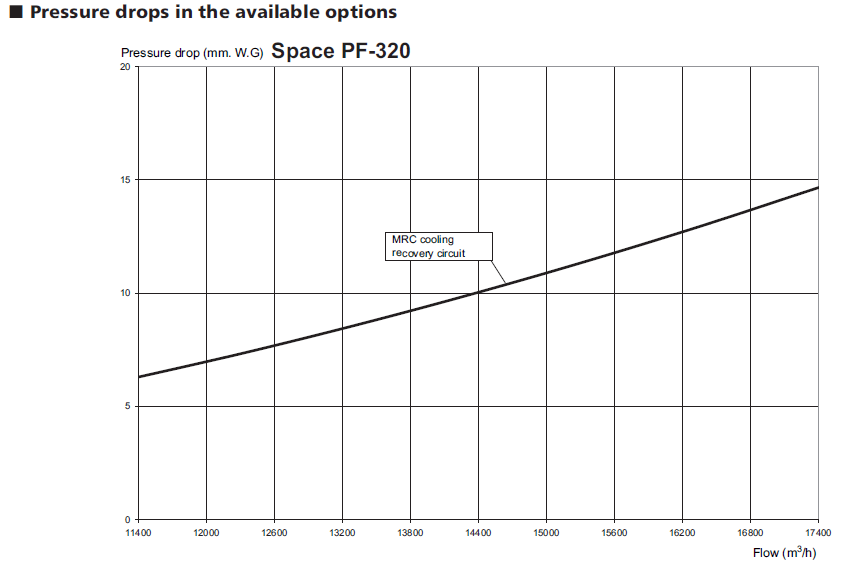 ■ Pressure drops in the available options
Pressure drop (mm. W.G) Space PF-320
20
15
10
5
0
MRC cooling
recovery circuit
11400 12000 12600 13200 13800 14400 15000 15600 16200 16800 17400
Flow (m³/h)